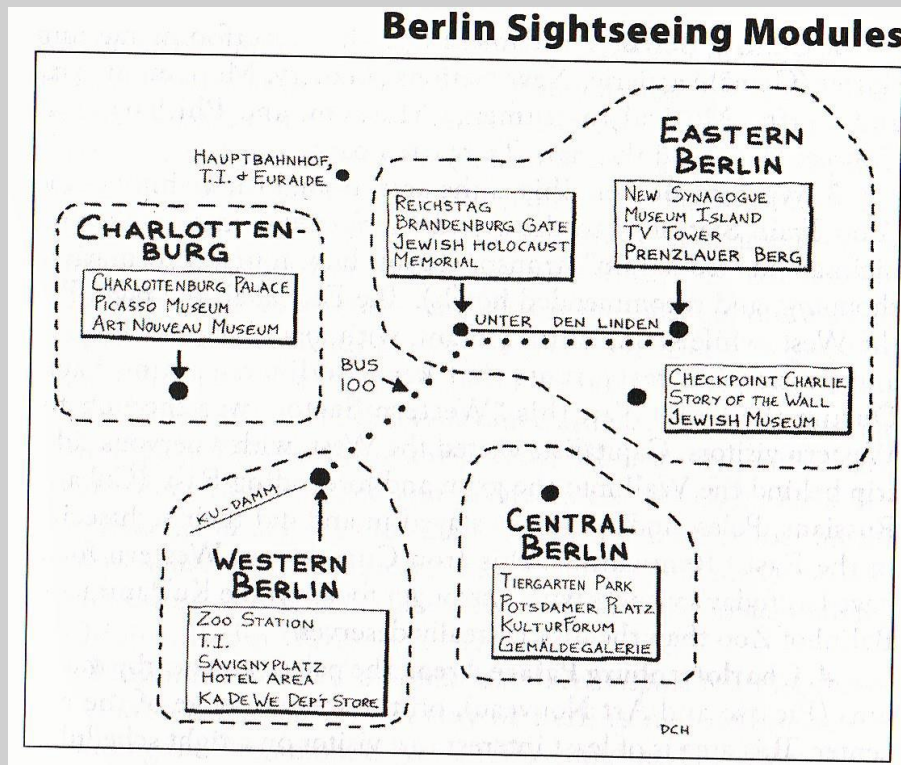 Berlin Sightseeing Modules
HAUPTBAHNHOF,
T.I. & EURAIDE
EASTERN
BERLIN
REICHSTAG
BRANDENBURG GATE
JEWISH HOLOCAUST
MEMORIAL
NEW SYNAGOGUE
MUSEUM ISLAND
TV TOWER
PRENZLAUER BERG
CHARLOTTEN-
BURG
CHARLOTTENBURG PALACE
PICASSO MUSEUM
ART NOUVEAU MUSEUM
UNTER DEN LINDEN
BUS
100
CHECKPOINT CHARLIE
STORY OF THE WALL
JEWISH MUSEUM
KU-DAMM
WESTERN
BERLIN
ZOO STATION
T.I.
SAVIGNYPLATZ
HOTEL AREA
KADEWE DEP'T STORE
CENTRAL
BERLIN
TIERGARTEN PARK
POTSDAMER PLATZ
KULTURFORUM
GEMÄLDEGALERIE
DCH